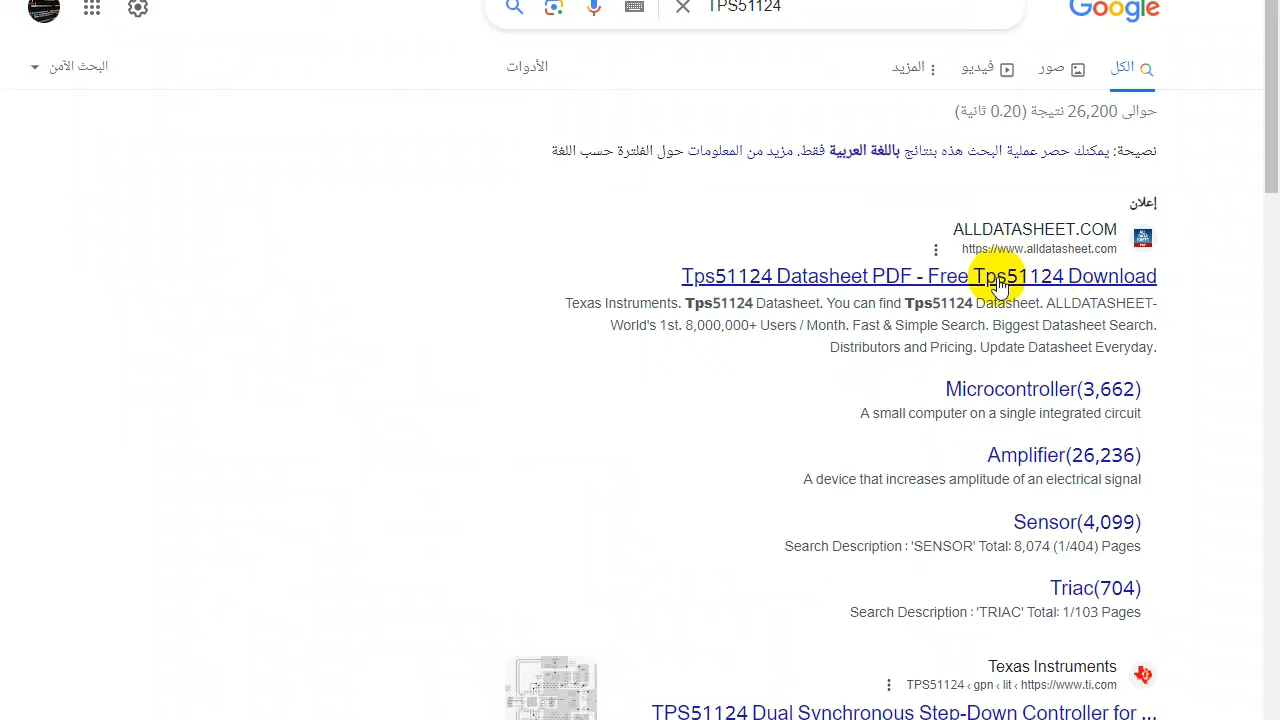 TPS51124
Google
الكل
صور
فيديو
المزيد
الأدوات
البحث الآمن
حوالى 26,200 نتيجة (0.20 ثانية)
نصيحة: يمكنك حصر عملية البحث هذه بنتائج باللغة العربية فقط. مزيد من المعلومات حول الفلترة حسب اللغة
إعلان
ALLDATASHEET.COM
https://www.alldatasheet.com
Tps51124 Datasheet PDF - Free Tps51124 Download
Texas Instruments. Tps51124 Datasheet. You can find Tps51124 Datasheet. ALLDATASHEET-
World's 1st. 8,000,000+ Users / Month. Fast & Simple Search. Biggest Datasheet Search.
Distributors and Pricing. Update Datasheet Everyday.
Microcontroller(3,662)
A small computer on a single integrated circuit
Amplifier(26,236)
A device that increases amplitude of an electrical signal
Sensor(4,099)
Search Description : 'SENSOR' Total: 8,074 (1/404) Pages
Triac(704)
Search Description : 'TRIAC' Total: 1/103 Pages
Texas Instruments
https://www.ti.com › lit › gpn › TPS51124
TPS51124 Dual Synchronous Step-Down Controller for ...